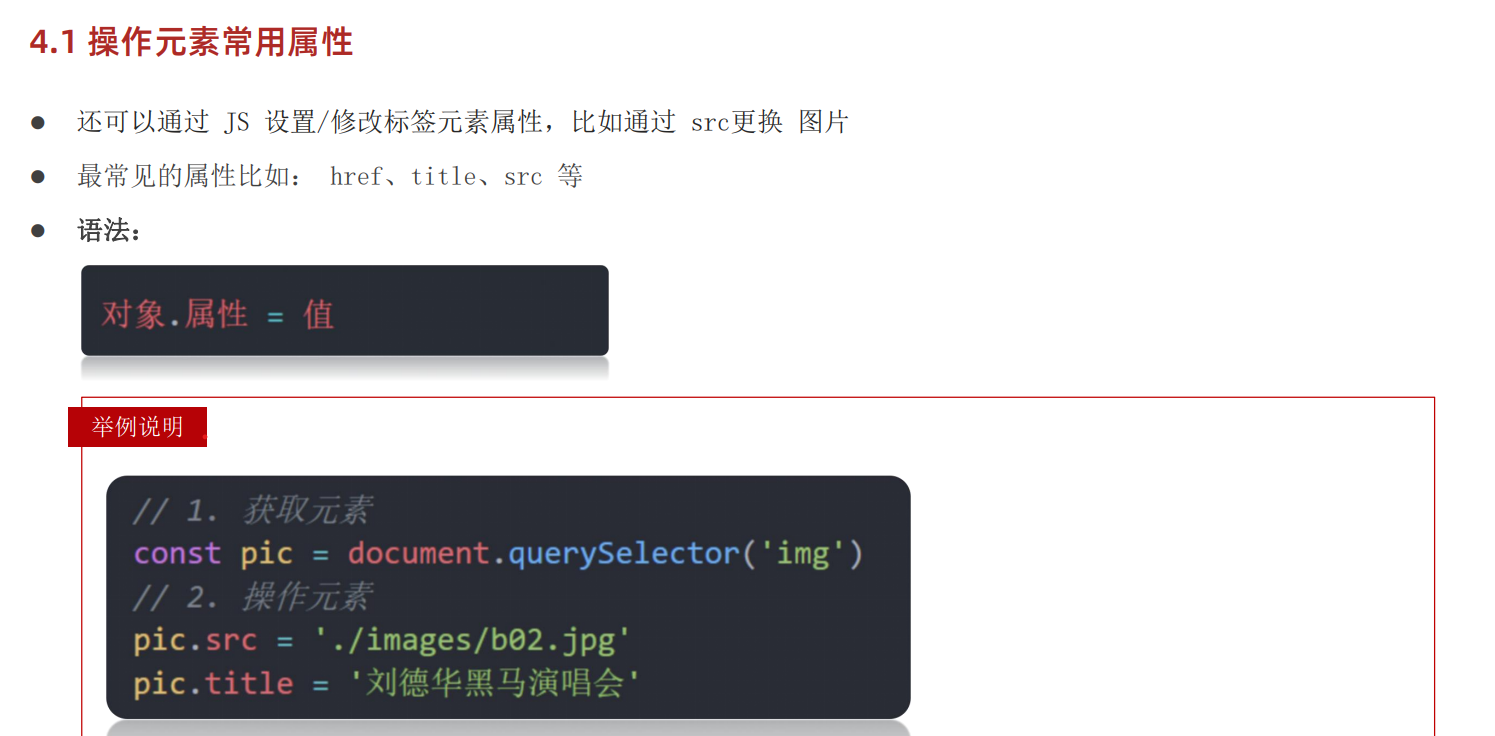 4.1 操作元素常用属性
● 还可以通过 JS 设置/修改标签元素属性，比如通过 src更换 图片
● 最常见的属性比如： href、title、src 等
● 语法：
对象.属性 = 值
举例说明
// 1. 获取元素
const pic = document.querySelector('img')
// 2. 操作元素
pic.src = './images/b02.jpg'
pic.title = '刘德华黑马演唱会'